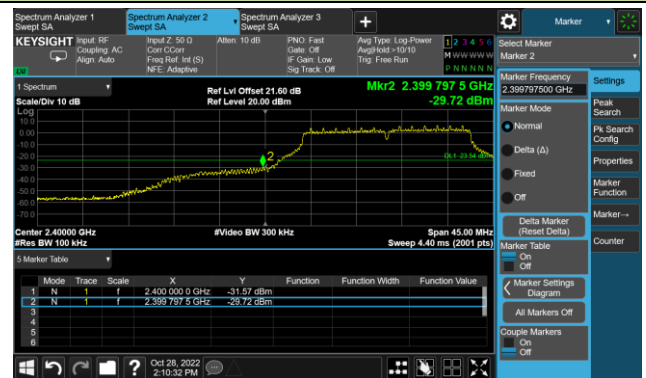 Spectrum Analyzer 1
Swept SA
Spectrum Analyzer 2
Swept SA
Spectrum Analyzer 3
Swept SA
+
Marker
KEYSIGHT
Input: RF
Coupling: AC
Align: Auto
Input Z: 50 Ω
Corr CCorr
Freq Ref: Int (S)
NFE: Adaptive
Atten: 10 dB
PNO: Fast
Gate: Off
IF Gain: Low
Sig Track: Off
Avg Type: Log-Power
Avg|Hold:>10/10
Trig: Free Run
1 2 3 4 5 6
M W W W W W
P N N N N N
LXI
Select Marker
Marker 2
1 Spectrum
Scale/Div 10 dB
Log
Ref Lvl Offset 21.60 dB
Ref Level 20.00 dBm
Mkr2 2.399 797 5 GHz
-29.72 dBm
10.0
0.00
-10.0
-20.0
-30.0
-40.0
-50.0
-60.0
-70.0
2
DL1 -23.54 dBm
Center 2.40000 GHz
#Res BW 100 kHz
#Video BW 300 kHz
Span 45.00 MHz
Sweep 4.40 ms (2001 pts)
5 Marker Table
Mode Trace Scale X Y Function Function Width Function Value
1 N 1 f 2.400 000 0 GHz -31.57 dBm
2 N 1 f 2.399 797 5 GHz -29.72 dBm
3
4
5
6
Marker Frequency
2.399797500 GHz
Marker Mode
Normal
Delta (Δ)
Fixed
Off
Delta Marker
(Reset Delta)
Marker Table
On
Off
Marker Settings
Diagram
All Markers Off
Couple Markers
On
Off
Settings
Peak
Search
Pk Search
Config
Properties
Marker
Function
Marker→
Counter
?
Oct 28, 2022
2:10:32 PM